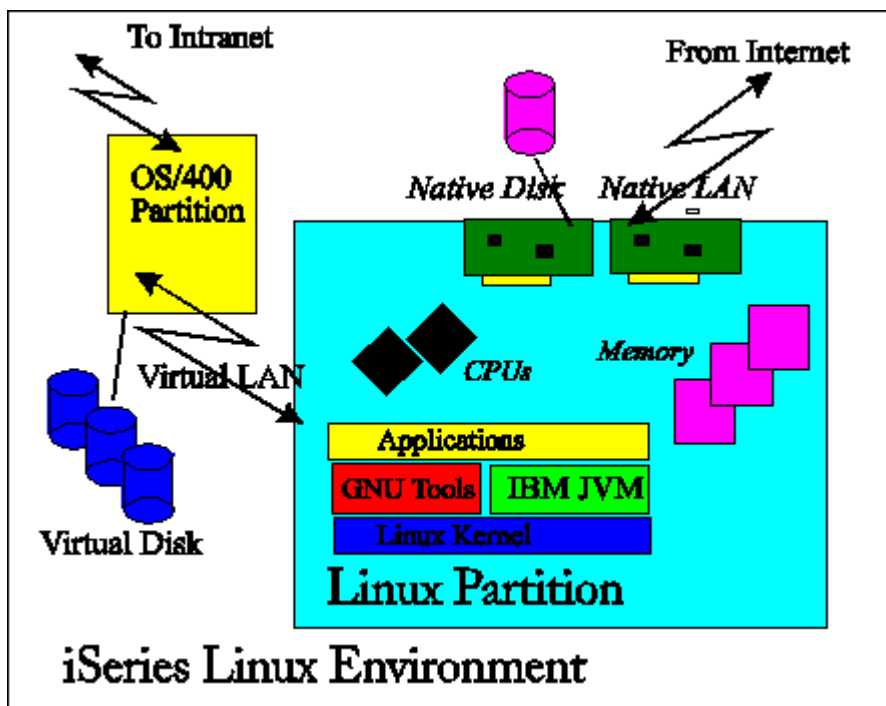 To Intranet
From Internet
OS/400
Partition
Native Disk
Native LAN
Virtual LAN
CPUs
Memory
Applications
GNU Tools
IBM JVM
Linux Kernel
Virtual Disk
Linux Partition
iSeries Linux Environment